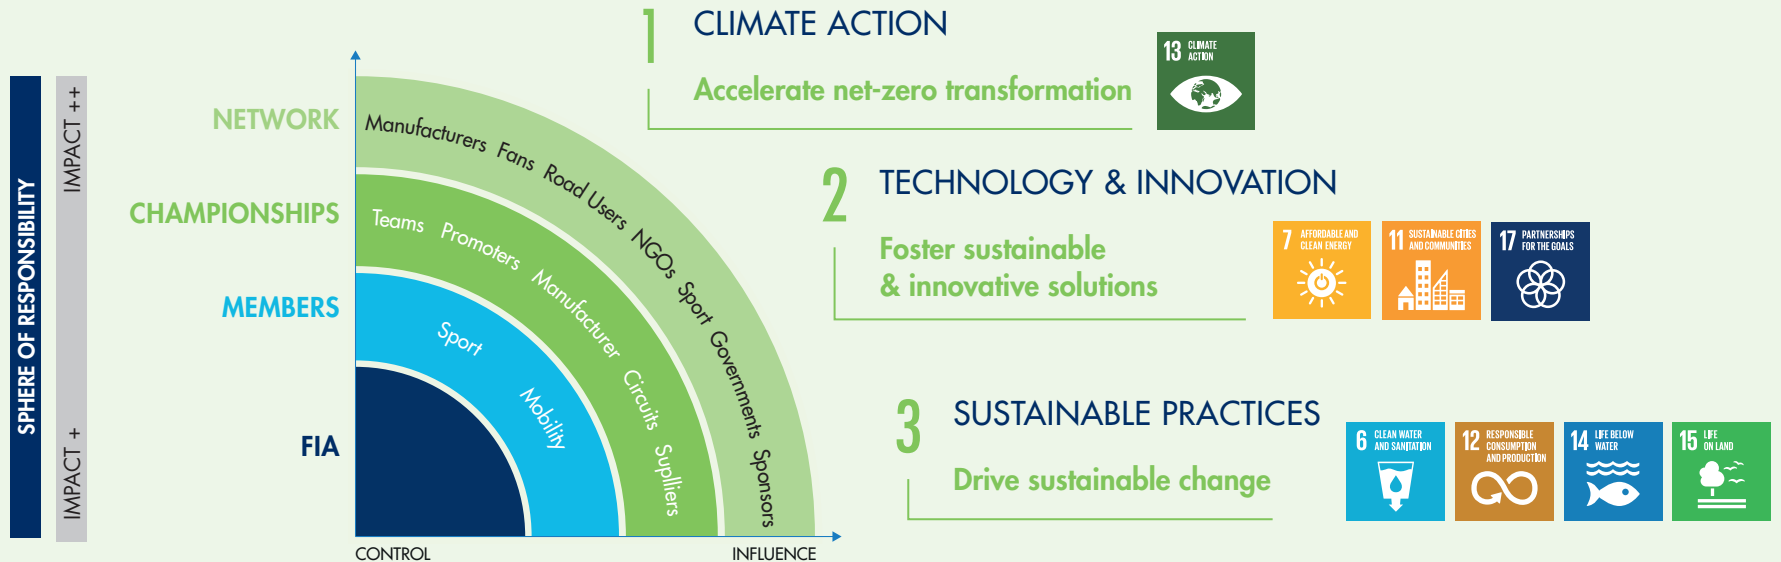 SPHERE OF RESPONSIBILITY
IMPACT ++
IMPACT +
NETWORK
CHAMPIONSHIPS
MEMBERS
FIA
Manufacturers Fans Road Users NGOs Sport Governments Sponsors
Teams Promoters Manufacturer Circuits Suplliers
Sport Mobility
CONTROL
INFLUENCE
1 CLIMATE ACTION
Accelerate net-zero transformation
13 CLIMATE
ACTION
2 TECHNOLOGY & INNOVATION
Foster sustainable
& innovative solutions
7 AFFORDABLE AND
CLEAN ENERGY
11 SUSTAINABLE CITIES
AND COMMUNITIES
17 PARTNERSHIPS
FOR THE GOALS
3 SUSTAINABLE PRACTICES
Drive sustainable change
6 CLEAN WATER
AND SANITATION
12 RESPONSIBLE
CONSUMPTION
AND PRODUCTION
14 LIFE BELOW
WATER
15 LIFE
ON LAND